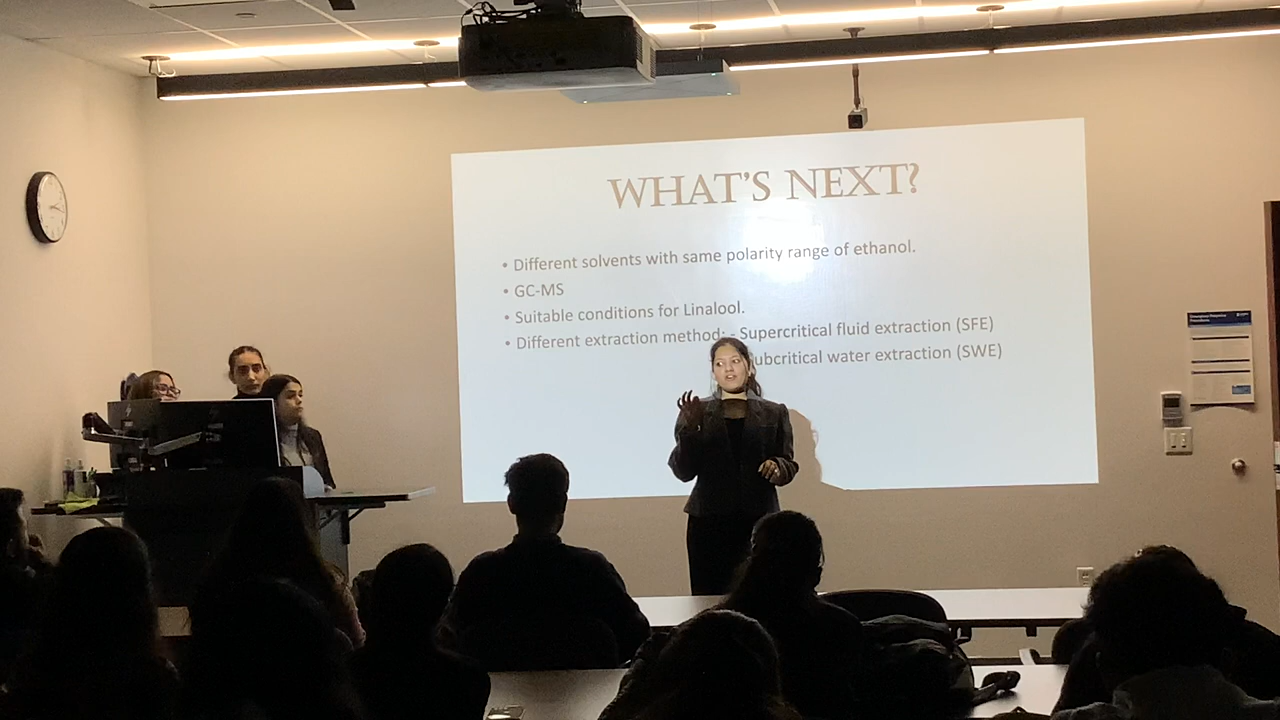 WHAT'S NEXT?
• Different solvents with same polarity range of ethanol.
• GC-MS
• Suitable conditions for Linalool.
• Different extraction method: - Supercritical fluid extraction (SFE)
ubcritical water extraction (SWE)